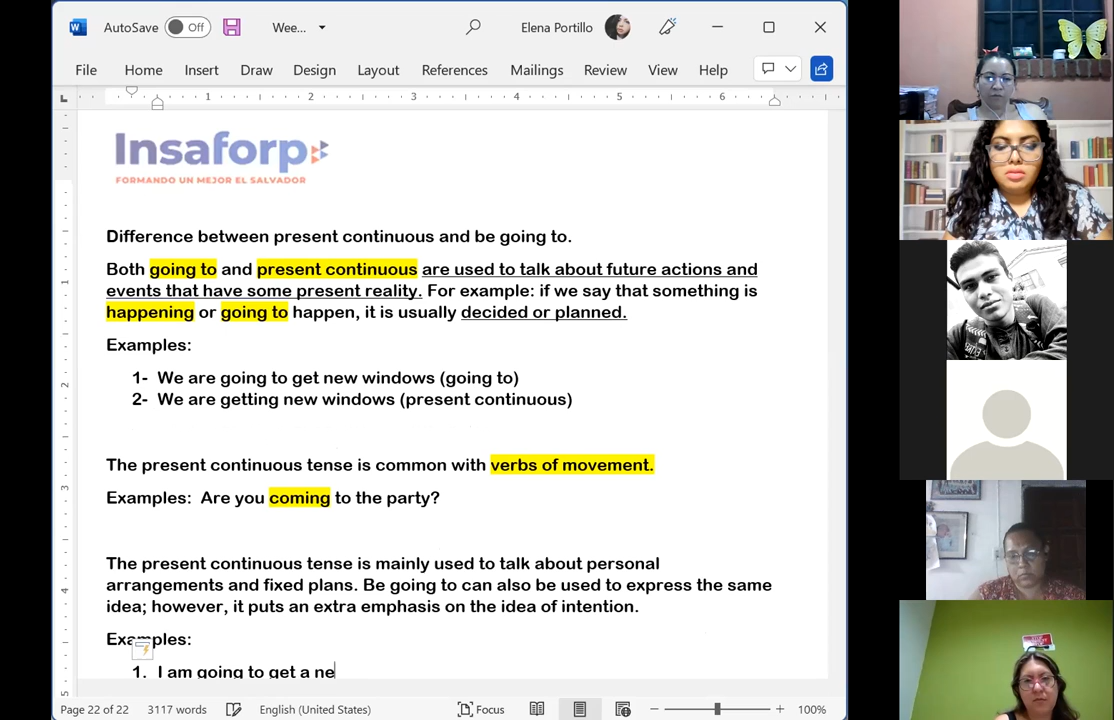 AutoSave Off Wee... Elena Portillo
File Home Insert Draw Design Layout References Mailings Review View Help
1 2 3 4 5 6
Insaforp
FORMANDO UN MEJOR EL SALVADOR
Difference between present continuous and be going to.
Both going to and present continuous are used to talk about future actions and
events that have some present reality. For example: if we say that something is
happening or going to happen, it is usually decided or planned.
Examples:
1- We are going to get new windows (going to)
2- We are getting new windows (present continuous)
The present continuous tense is common with verbs of movement.
Examples: Are you coming to the party?
The present continuous tense is mainly used to talk about personal
arrangements and fixed plans. Be going to can also be used to express the same
idea; however, it puts an extra emphasis on the idea of intention.
Examples:
1. I am going to get a ne
Page 22 of 22 3117 words English (United States) Focus 100%